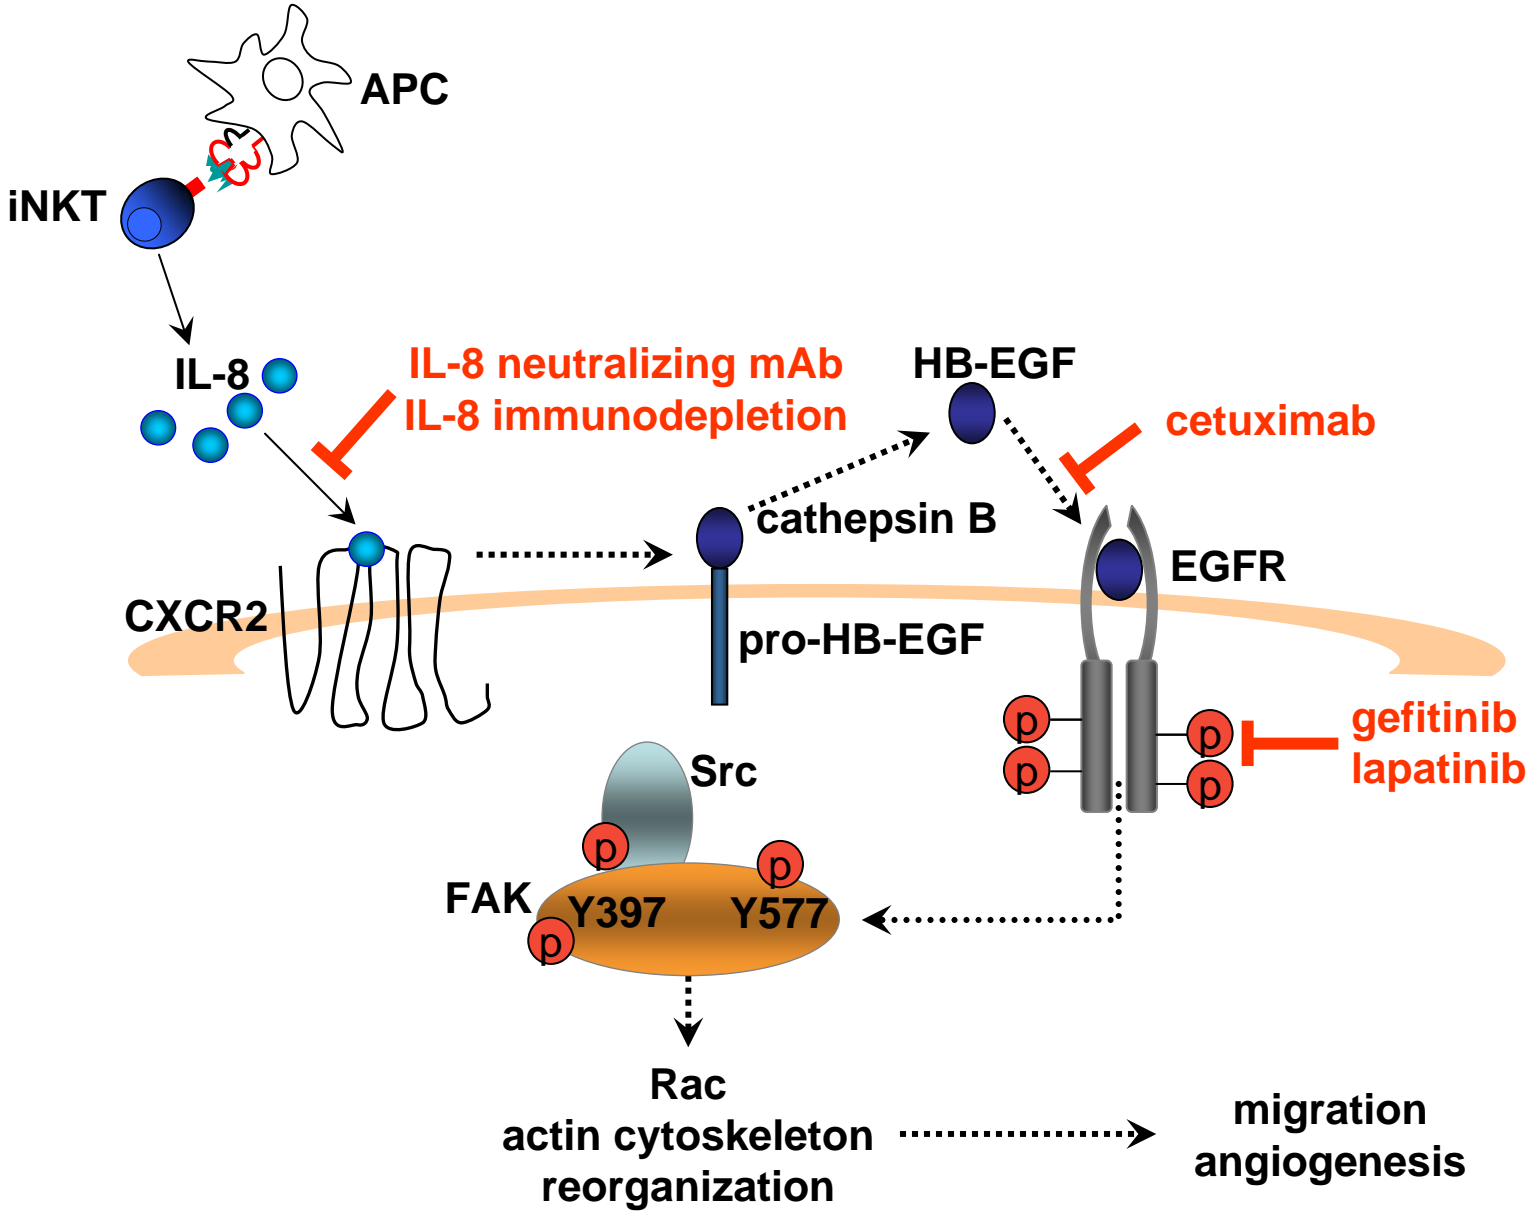 APC
iNKT
IL-8
IL-8 neutralizing mAb
IL-8 immunodepletion
HB-EGF
cetuximab
cathepsin B
EGFR
CXCR2
pro-HB-EGF
p
p
p
p
gefitinib
lapatinib
Src
p
p
FAK
Y397
Y577
p
Rac
actin cytoskeleton
reorganization
migration
angiogenesis